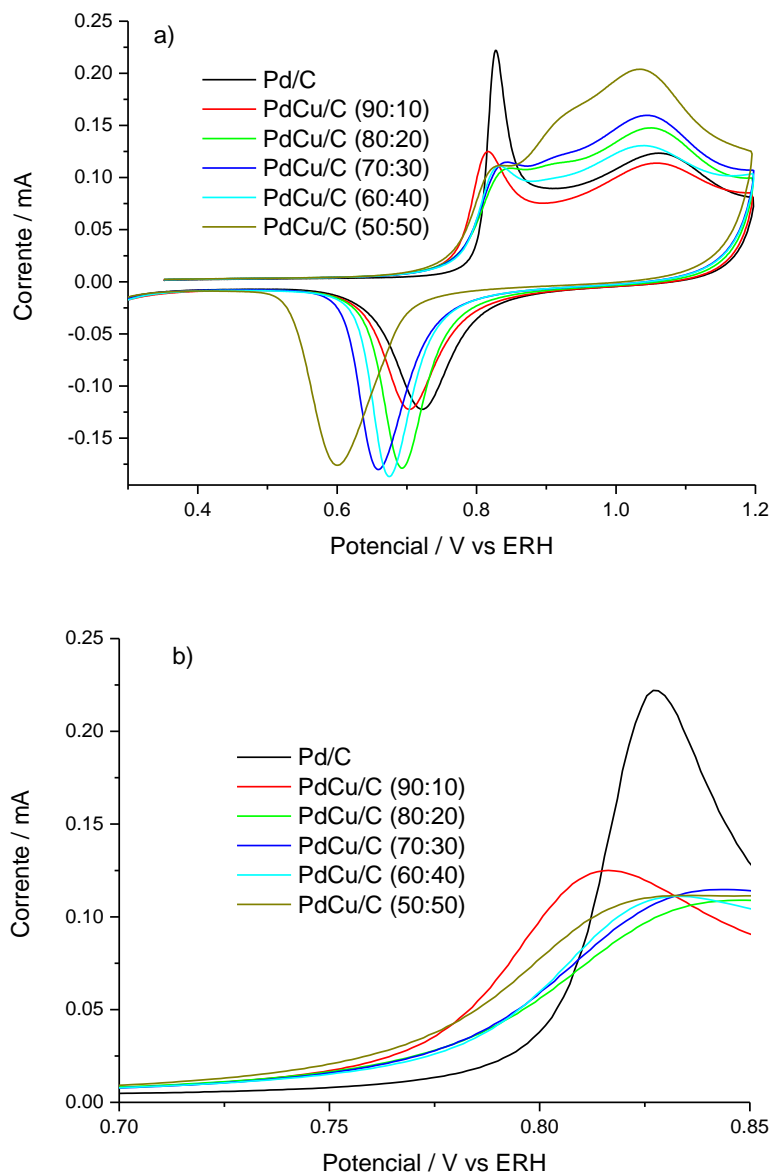 a)
0.25
0.20
0.15
0.10
0.05
0.00
-0.05
-0.10
-0.15
Corrente / mA
Pd/C
PdCu/C (90:10)
PdCu/C (80:20)
PdCu/C (70:30)
PdCu/C (60:40)
PdCu/C (50:50)
0.4 0.6 0.8 1.0 1.2
Potencial / V vs ERH
b)
0.25
0.20
0.15
0.10
0.05
0.00
Corrente / mA
Pd/C
PdCu/C (90:10)
PdCu/C (80:20)
PdCu/C (70:30)
PdCu/C (60:40)
PdCu/C (50:50)
0.70 0.75 0.80 0.85
Potencial / V vs ERH